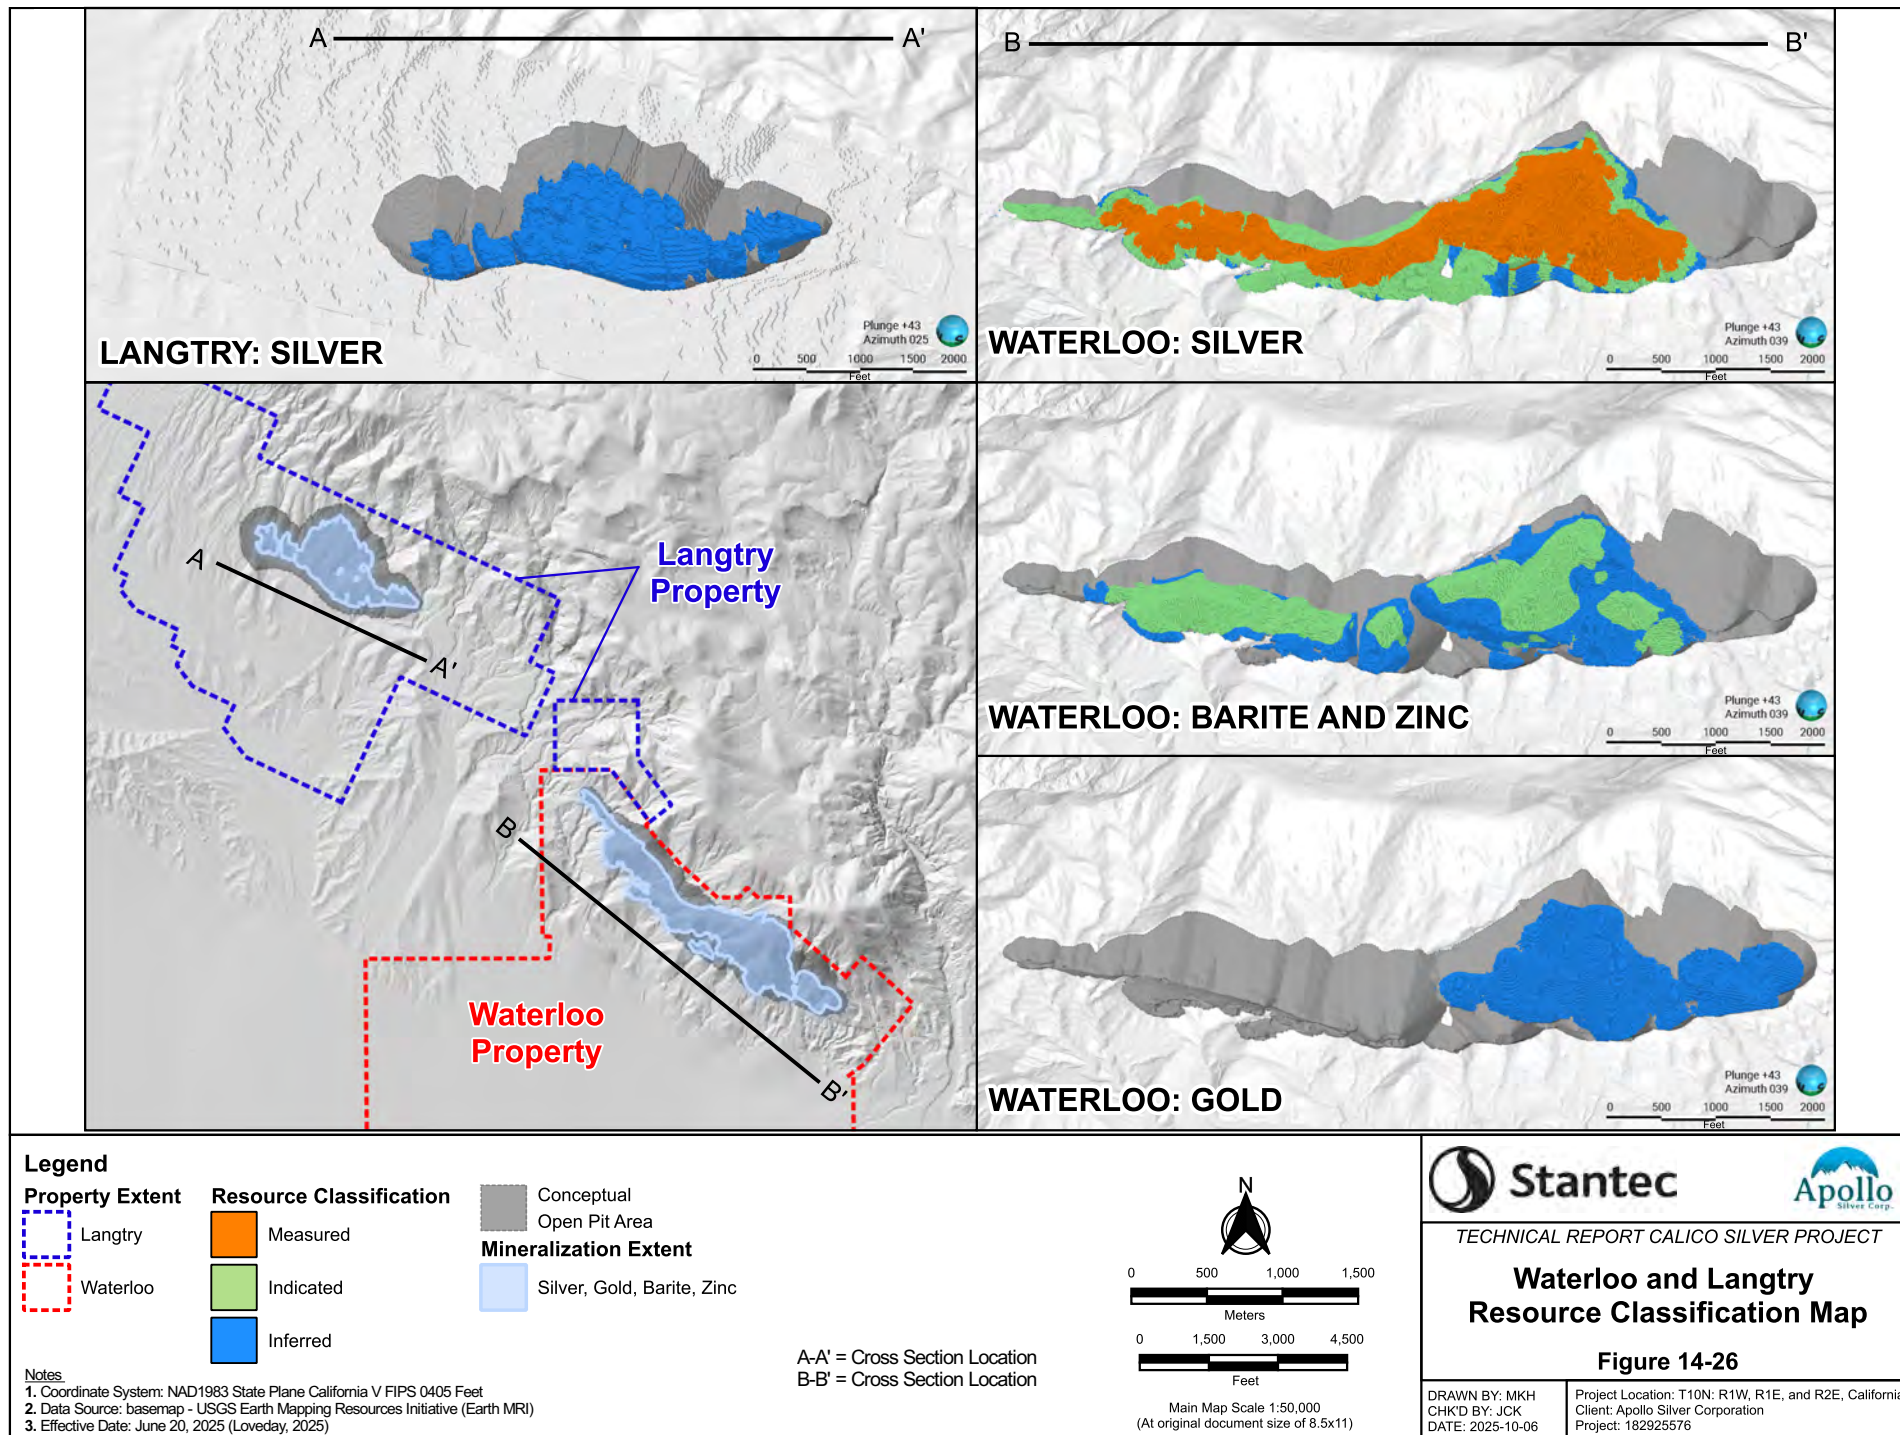 A A'
Plunge +43
Azimuth 025
LANGTRY: SILVER
0 500 1000 1500 2000
Feet
B B'
Plunge +43
Azimuth 039
WATERLOO: SILVER
0 500 1000 1500 2000
Feet
Plunge +43
Azimuth 039
WATERLOO: BARITE AND ZINC
0 500 1000 1500 2000
Feet
Plunge +43
Azimuth 039
WATERLOO: GOLD
0 500 1000 1500 2000
Feet
A
A'
Langtry
Property
B
Waterloo
Property
B'
Legend
Property Extent
Langtry
Waterloo
Resource Classification
Measured
Indicated
Inferred
Conceptual
Open Pit Area
Mineralization Extent
Silver, Gold, Barite, Zinc
A-A' = Cross Section Location
B-B' = Cross Section Location
Notes
1. Coordinate System: NAD1983 State Plane California V FIPS 0405 Feet
2. Data Source: basemap - USGS Earth Mapping Resources Initiative (Earth MRI)
3. Effective Date: June 20, 2025 (Loveday, 2025)
N
0 500 1,000 1,500
Meters
0 1,500 3,000 4,500
Feet
Main Map Scale 1:50,000
(At original document size of 8.5x11)
Stantec
Apollo
Silver Corp.
TECHNICAL REPORT CALICO SILVER PROJECT
Waterloo and Langtry
Resource Classification Map
Figure 14-26
DRAWN BY: MKH
CHK'D BY: JCK
DATE: 2025-10-06
Project Location: T10N: R1W, R1E, and R2E, California
Client: Apollo Silver Corporation
Project: 182925576